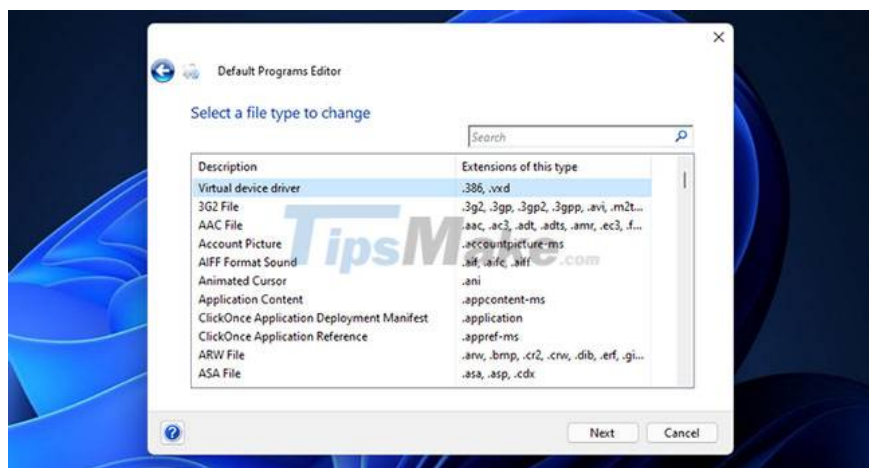 Default Programs Editor
Select a file type to change
Search
Description Extensions of this type
Virtual device driver .386, .vxd
3G2 File .3g2, .3gp, .3gp2, .3gpp, .avi, .m2t...
AAC File .aac, .ac3, .adt, .adts, .amr, .ec3, .f...
Account Picture .accountpicture-ms
AIFF Format Sound .aif, .aifc, .aiff
Animated Cursor .ani
Application Content .appcontent-ms
ClickOnce Application Deployment Manifest .application
ClickOnce Application Reference .appref-ms
ARW File .arw, .bmp, .cr2, .crw, .dib, .erf, .gi...
ASA File .asa, .asp, .cdx
TipsMake.com
Next Cancel